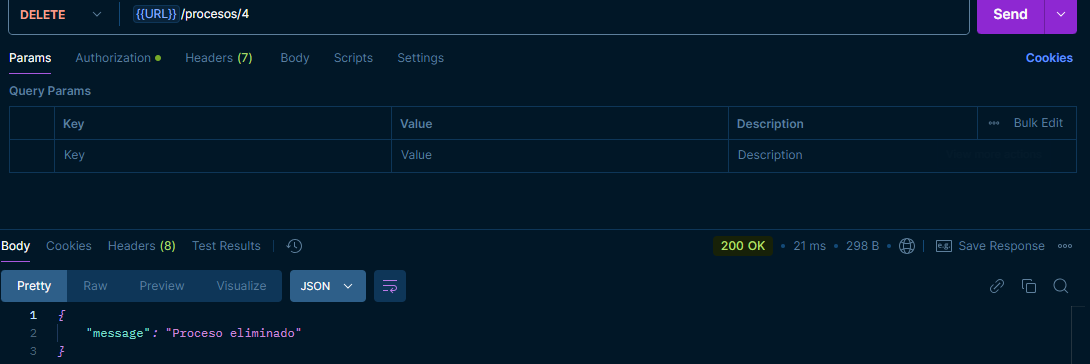 DELETE {{URL}} /procesos/4 Send
Params Authorization Headers (7) Body Scripts Settings Cookies
Query Params
Key Value Description Bulk Edit
Key Value Description
Body Cookies Headers (8) Test Results 200 OK 21 ms 298 B e.g. Save Response
Pretty Raw Preview Visualize JSON
1 {
2 "message": "Proceso eliminado"
3 }